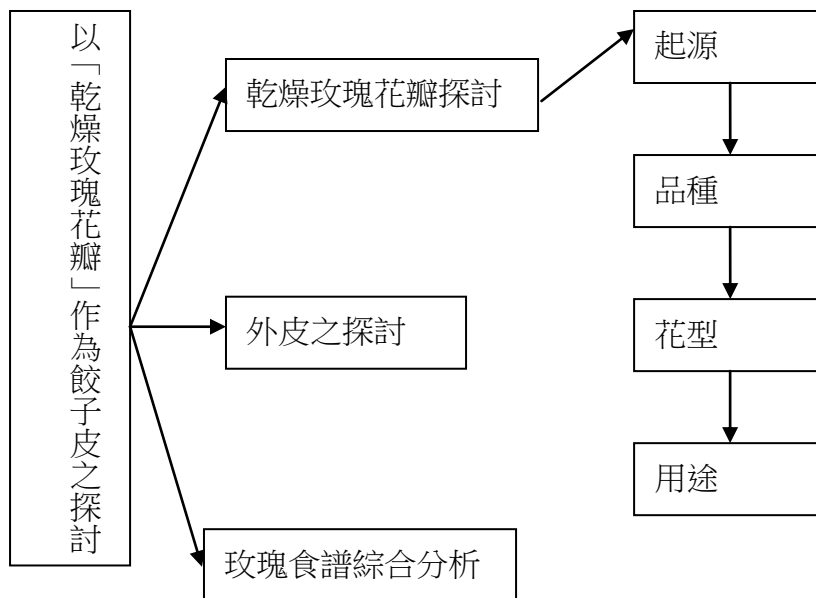 以「乾燥玫瑰花瓣」作為餃子皮之探討
乾燥玫瑰花瓣探討
外皮之探討
玫瑰食譜綜合分析
起源
品種
花型
用途